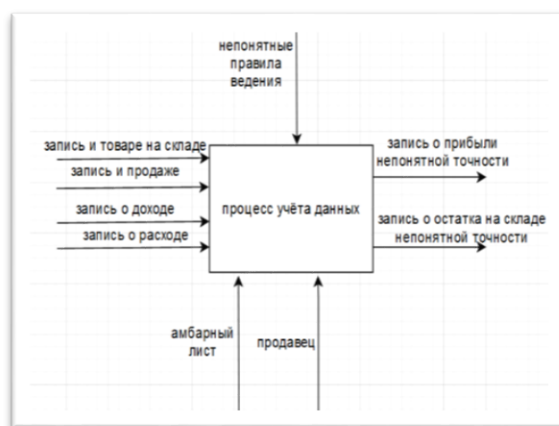 непонятные
правила
ведения
запись и товаре на складе
запись и продаже
запись о доходе
запись о расходе
процесс учёта данных
запись о прибыли
непонятной точности
запись о остатка на складе
непонятной точности
амбарный
лист
продавец